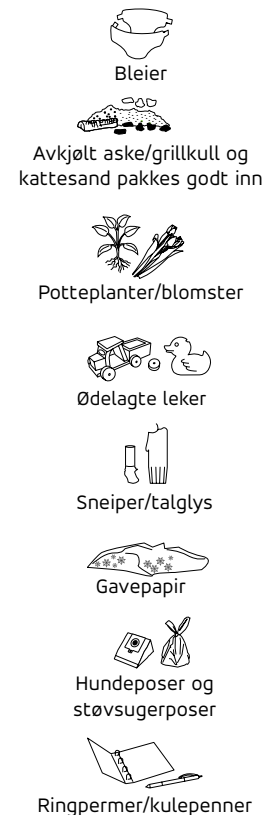 Bleier
Avkjølt aske/grillkull og
kattesand pakkes godt inn
Potteplanter/blomster
Ødelagte leker
Sneiper/talglys
Gavepapir
Hundeposer og
støvsugerposer
Ringpermer/kulepenner